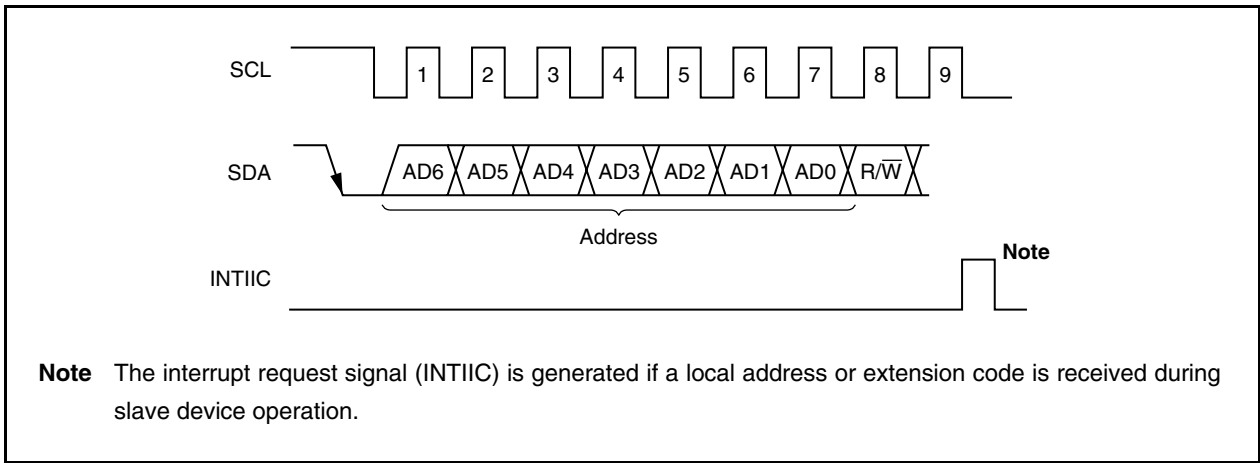 SCL 1 2 3 4 5 6 7 8 9
SDA AD6 AD5 AD4 AD3 AD2 AD1 AD0 R/W̅
Address
Note
INTIIC
Note The interrupt request signal (INTIIC) is generated if a local address or extension code is received during
slave device operation.